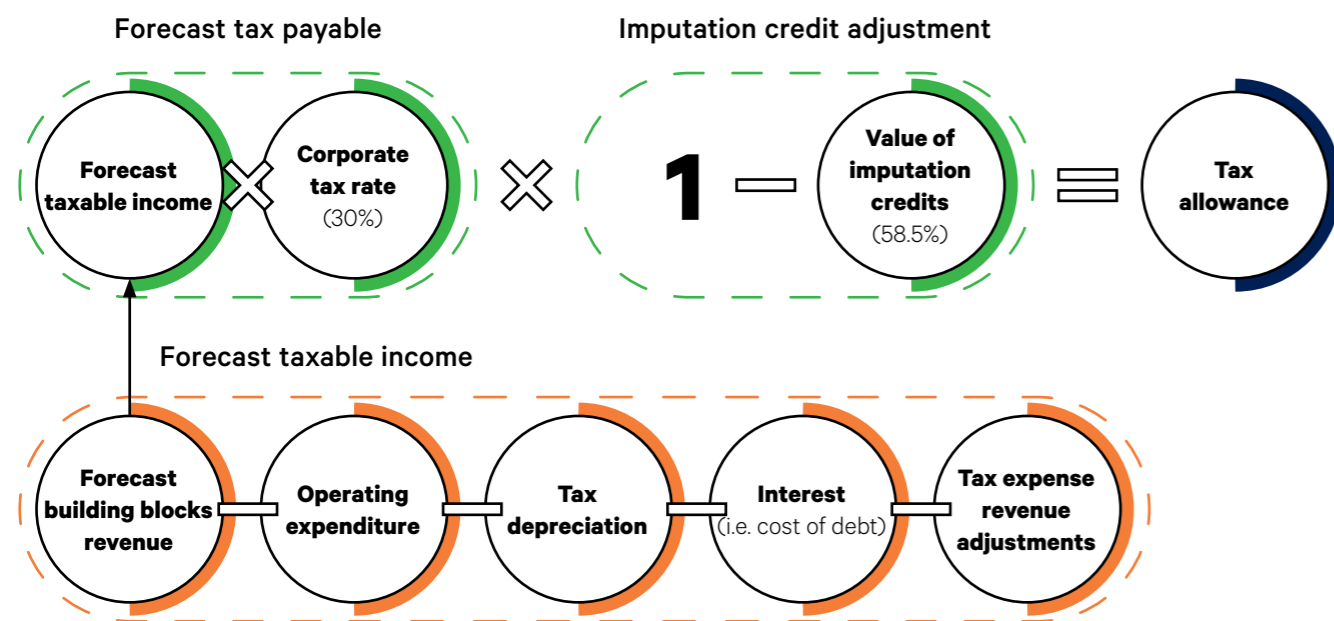 Forecast tax payable
Imputation credit adjustment
Forecast
taxable income
Corporate
tax rate
(30%)
1
Value of
imputation
credits
(58.5%)
Tax
allowance
Forecast taxable income
Forecast
building blocks
revenue
Operating
expenditure
Tax
depreciation
Interest
(i.e. cost of debt)
Tax expense
revenue
adjustments